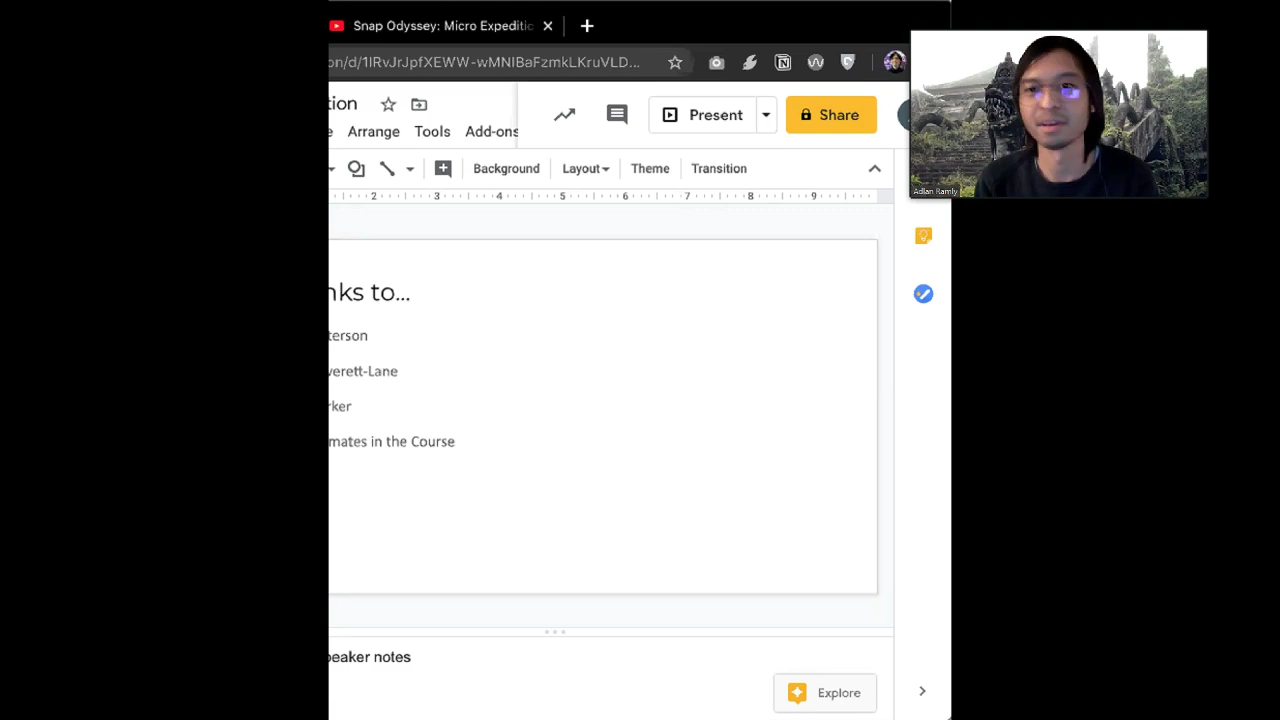 Snap Odyssey: Micro Expeditic
on/d/1IRvJrJpfXEWW-wMNIBaFzmkLKruVLD...
tion
Present
Share
e Arrange Tools Add-ons
Background Layout Theme Transition
2 3 4 5 6 7 8 9
Adlan Ramly
nks to...
terson
verett-Lane
rker
mates in the Course
peaker notes
Explore